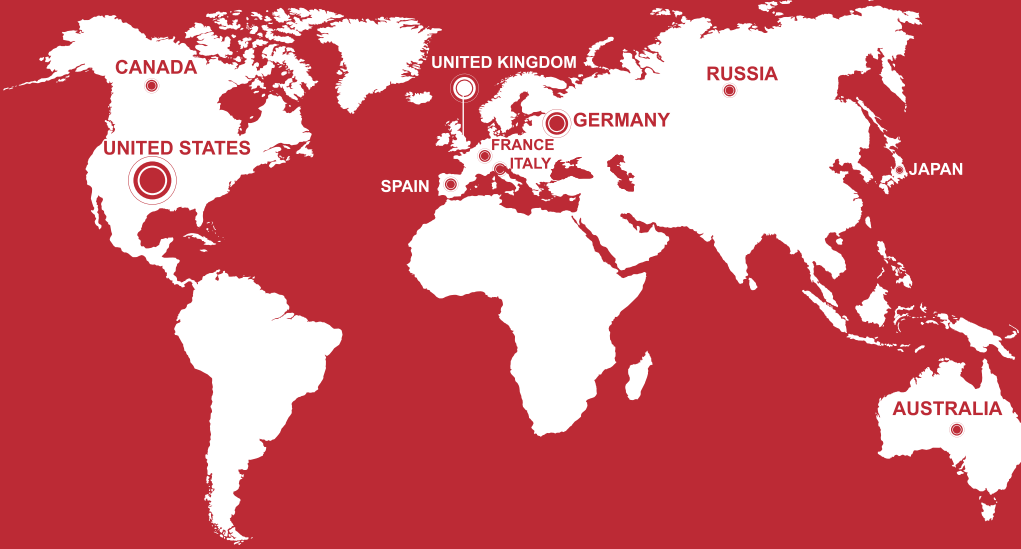 UNITED KINGDOM
CANADA
RUSSIA
GERMANY
UNITED STATES
FRANCE
ITALY
JAPAN
SPAIN
AUSTRALIA